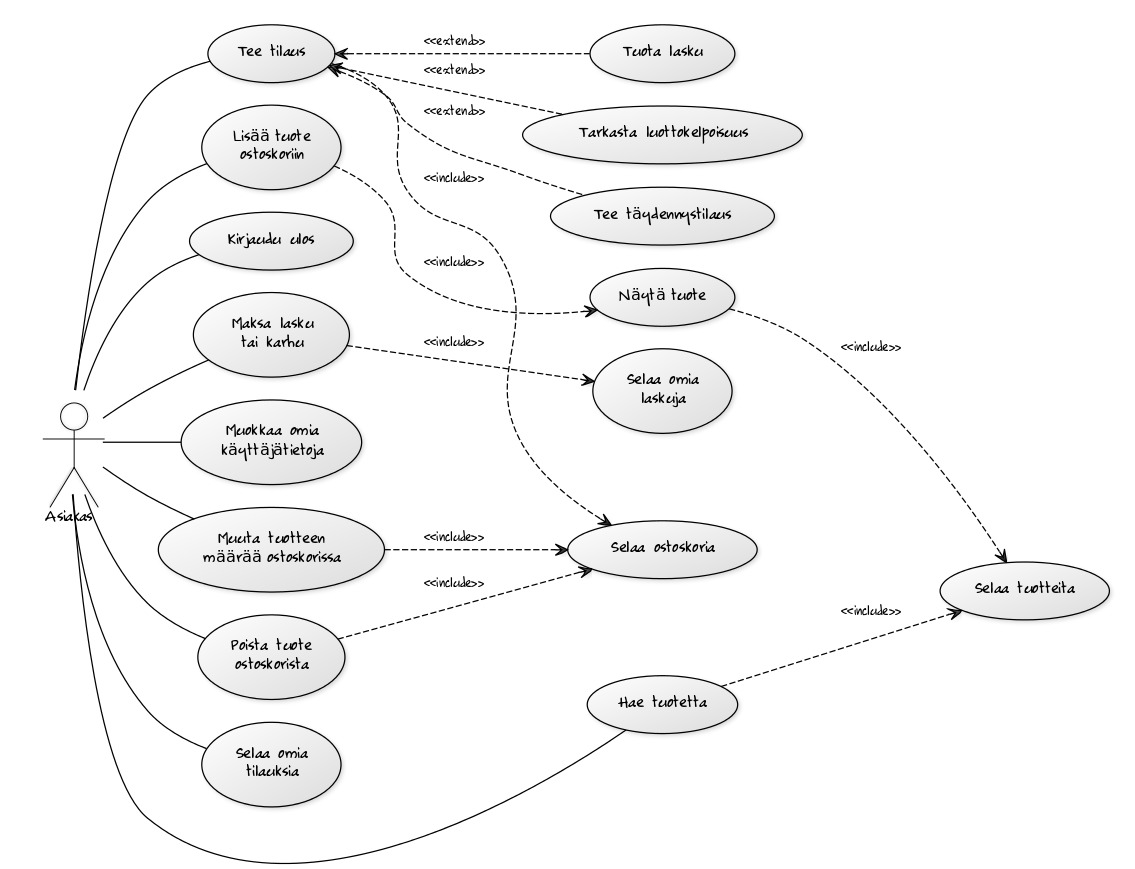 Tee tilaus
<<extend>>
Tuota lasku
<<extend>>
<<extend>>
Tarkasta luottokelpoisuus
Lisää tuote
ostoskoriin
<<include>>
Tee täydennystilaus
Kirjaudu ulos
<<include>>
Näytä tuote
Maksa lasku
tai karhu
<<include>>
<<include>>
Selaa omia
laskuja
Muokkaa omia
käyttäjätietoja
Asiakas
Muuta tuotteen
määrää ostoskorissa
<<include>>
Selaa ostoskoria
<<include>>
Selaa tuotteita
<<include>>
Poista tuote
ostoskorista
Hae tuotetta
Selaa omia
tilauksia